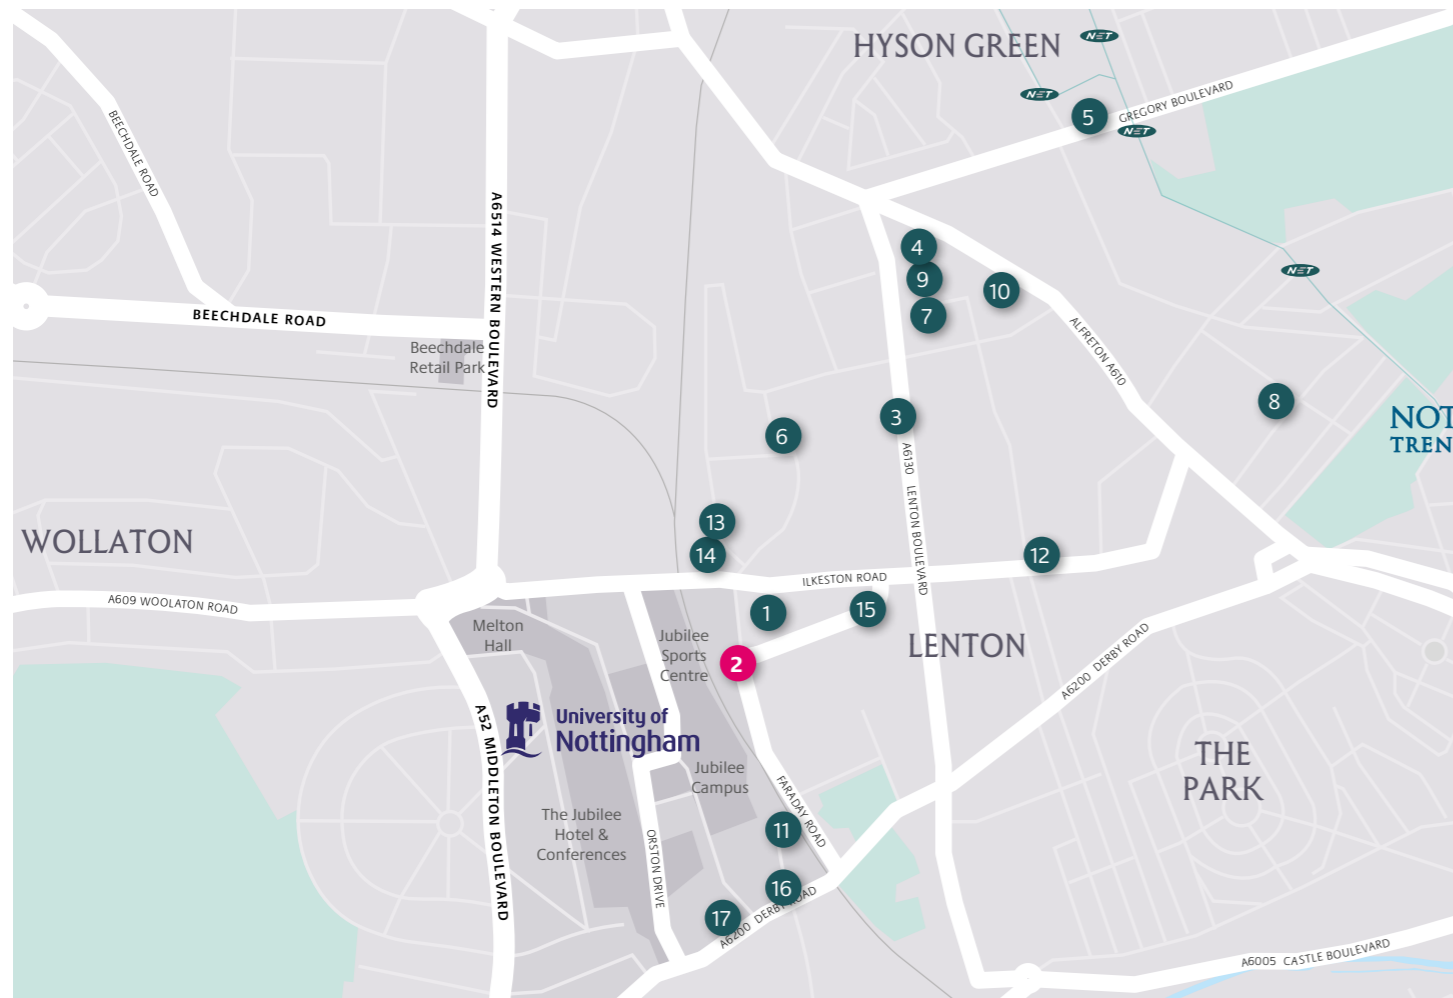 HYSON GREEN
NET
NET
NET
5
GREGORY BOULEVARD
BEECHDALE ROAD
A6514 WESTERN BOULEVARD
4
9
10
7
NET
BEECHDALE ROAD
Beechdale
Retail Park
ALFRETON A610
8
3
NOT
TREN
6
A6130 LENTON BOULEVARD
13
14
12
WOLLATON
ILKESTON ROAD
A609 WOOLATON ROAD
1
15
Melton
Hall
Jubilee
Sports
Centre
2
LENTON
A6200 DERBY ROAD
University of
Nottingham
A52 MIDDLETON BOULEVARD
Jubilee
Campus
FARADAY ROAD
THE
PARK
The Jubilee
Hotel &
Conferences
ORSTON DRIVE
11
16
17
A6200 DERBY ROAD
A6005 CASTLE BOULEVARD